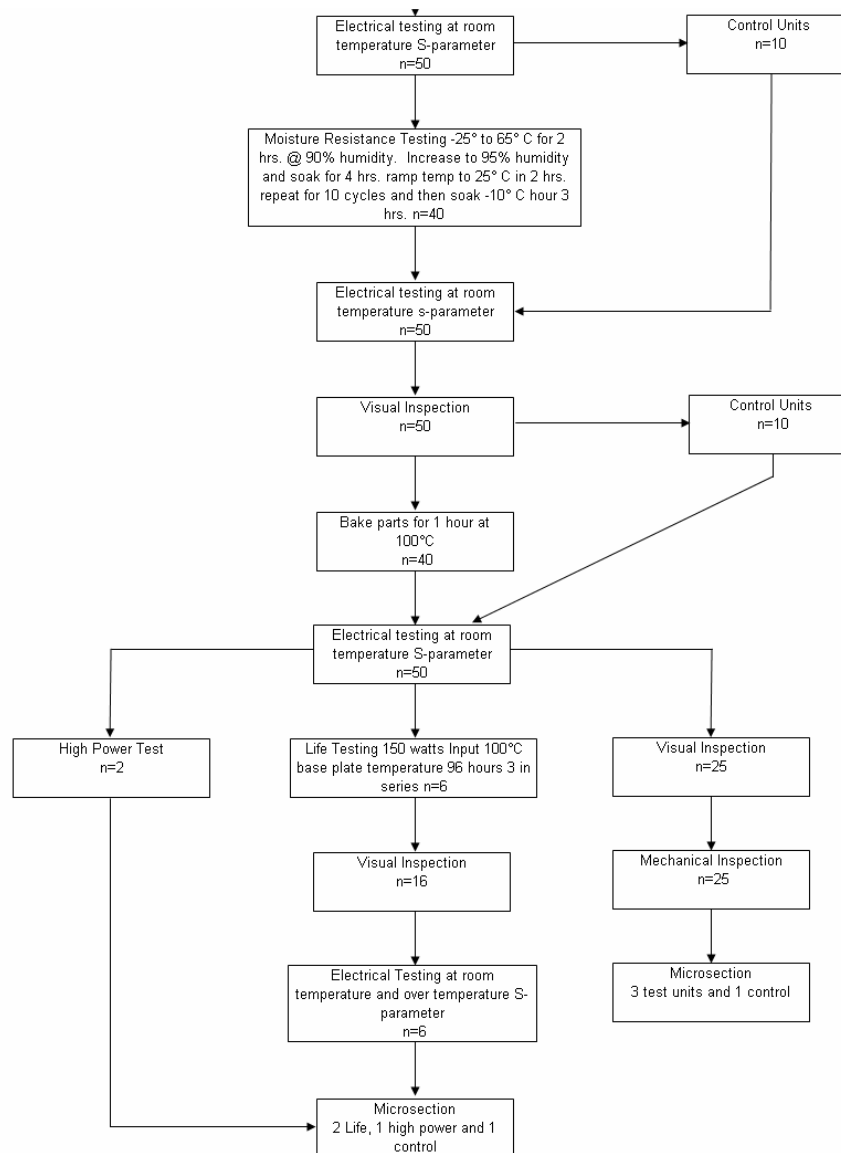 Electrical testing at room
temperature S-parameter
n=50
Control Units
n=10
Moisture Resistance Testing -25° to 65° C for 2
hrs. @ 90% humidity.  Increase to 95% humidity
and soak for 4 hrs. ramp temp to 25° C in 2 hrs.
repeat for 10 cycles and then soak -10° C hour 3
hrs. n=40
Electrical testing at room
temperature s-parameter
n=50
Visual Inspection
n=50
Control Units
n=10
Bake parts for 1 hour at
100°C
n=40
Electrical testing at room
temperature S-parameter
n=50
High Power Test
n=2
Life Testing 150 watts Input 100°C
base plate temperature 96 hours 3 in
series n=6
Visual Inspection
n=25
Visual Inspection
n=16
Mechanical Inspection
n=25
Electrical Testing at room
temperature and over temperature S-
parameter
n=6
Microsection
3 test units and 1 control
Microsection
2 Life, 1 high power and 1
control